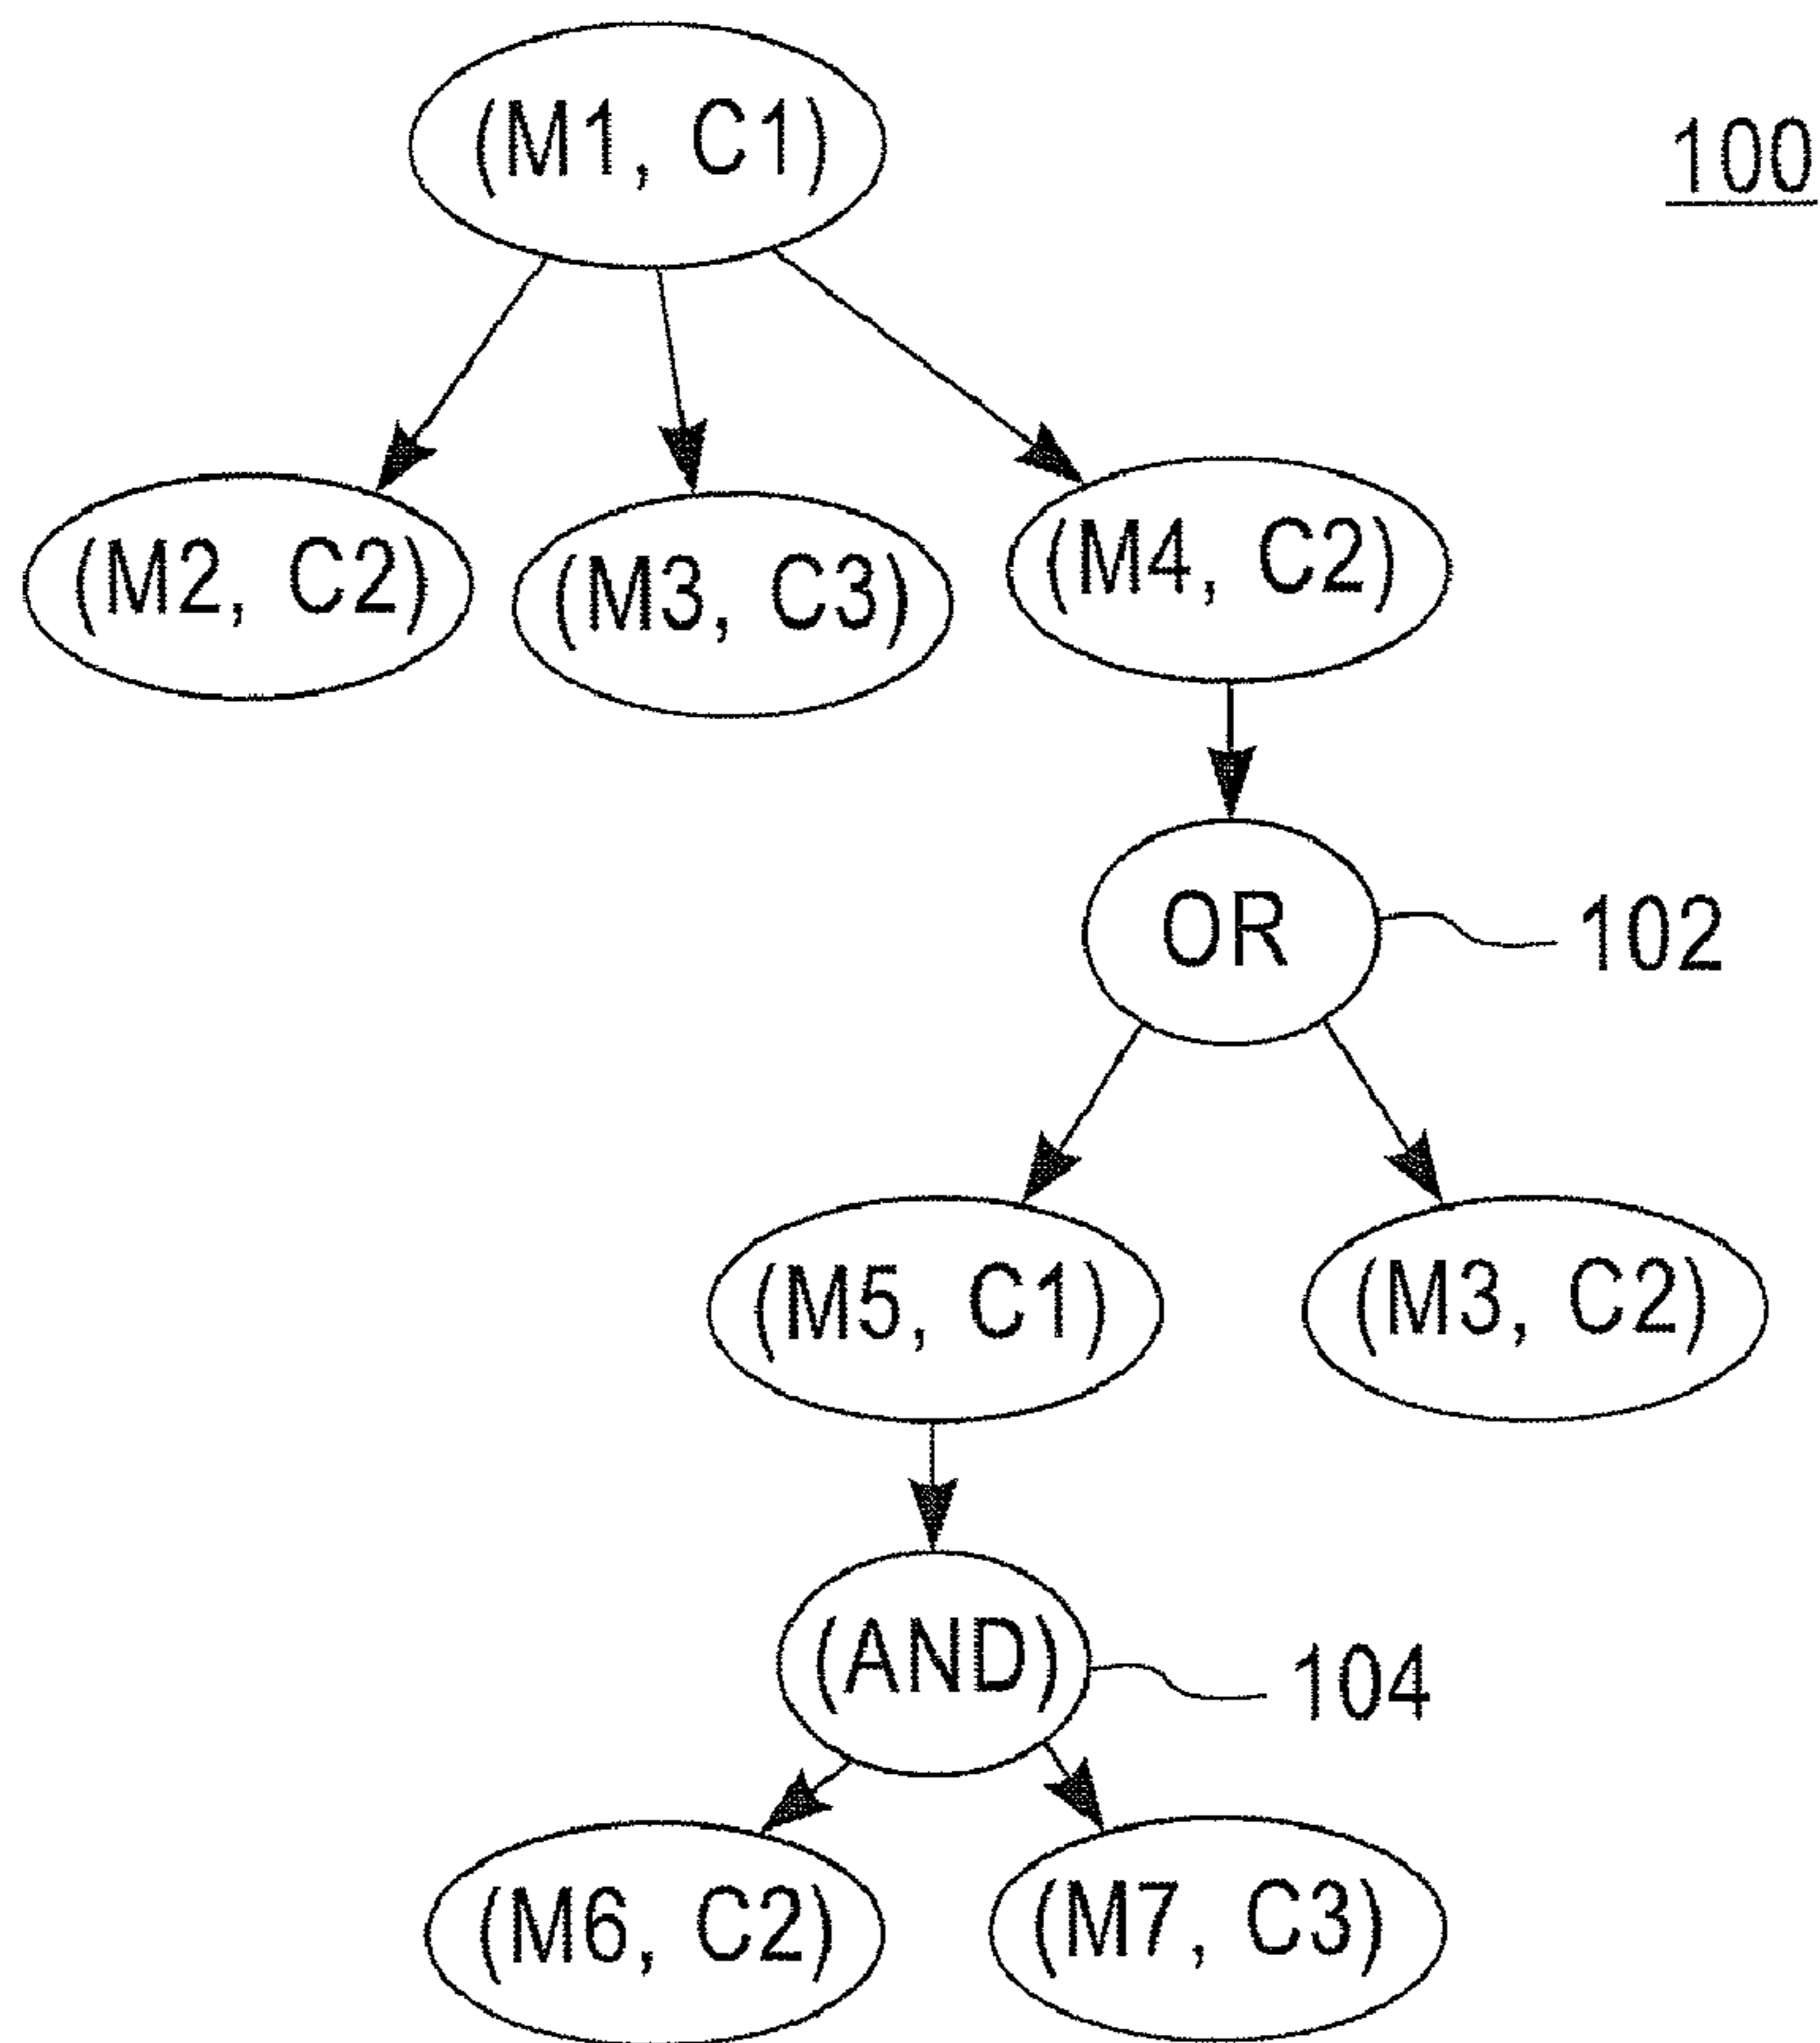 (M1, C1)
100
(M2, C2)
(M3, C3)
(M4, C2)
OR
102
(M5, C1)
(M3, C2)
(AND)
104
(M6, C2)
(M7, C3)